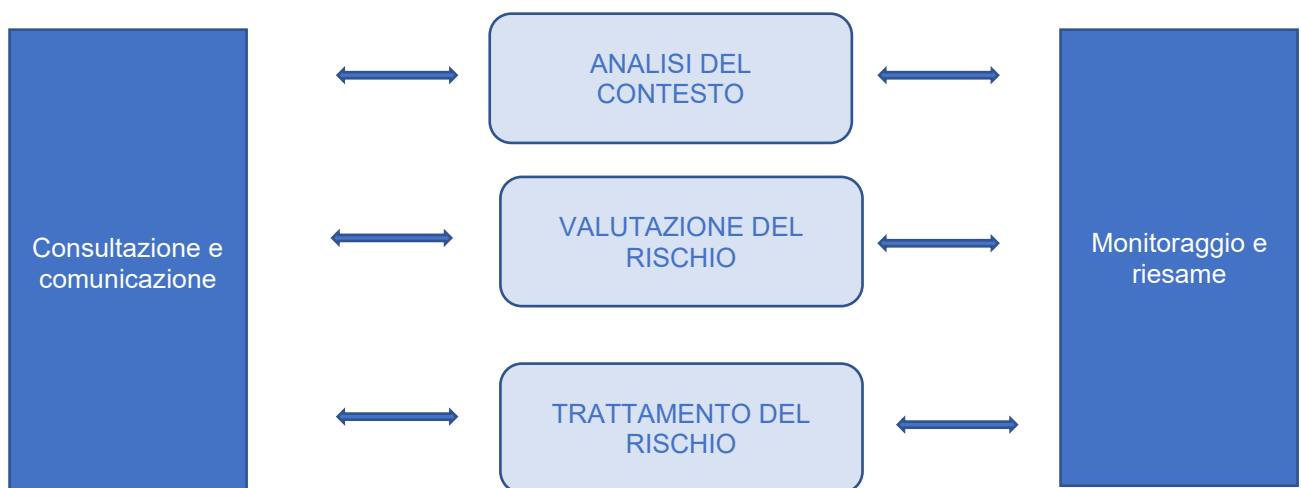 Consultazione e
comunicazione
ANALISI DEL
CONTESTO
VALUTAZIONE DEL
RISCHIO
TRATTAMENTO DEL
RISCHIO
Monitoraggio e
riesame